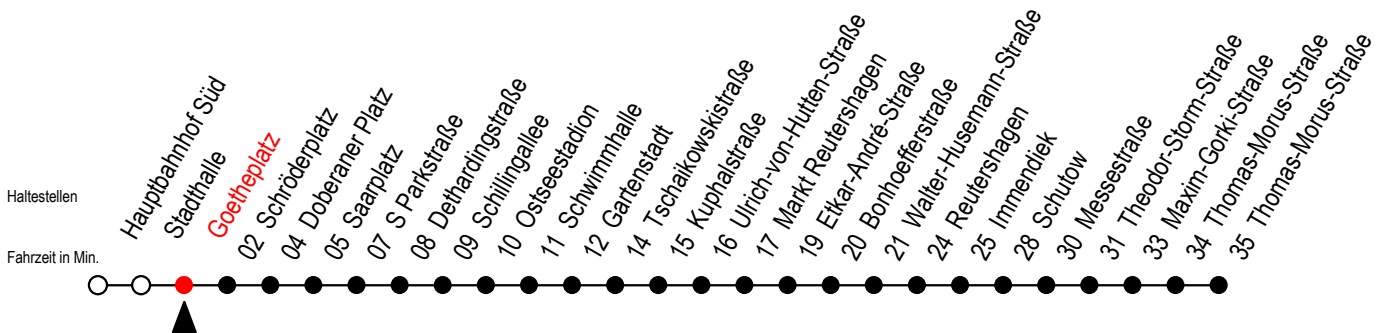 Haltestellen
Fahrzeit in Min.
Hauptbahnhof Süd
Stadthalle
Goetheplatz
02 Schröderplatz
04 Doberaner Platz
05 Saarplatz
07 S Parkstraße
08 Dethardingstraße
09 Schillingallee
10 Ostseestadion
11 Schwimmhalle
12 Gartenstadt
14 Tschaikowskistraße
15 Kuphalstraße
16 Ulrich-von-Hutten-Straße
17 Markt Reutershagen
19 Etkar-André-Straße
20 Bonhoefferstraße
21 Walter-Husemann-Straße
24 Reutershagen
25 Immendiek
28 Schutow
30 Messestraße
31 Theodor-Storm-Straße
33 Maxim-Gorki-Straße
34 Thomas-Morus-Straße
35 Thomas-Morus-Straße